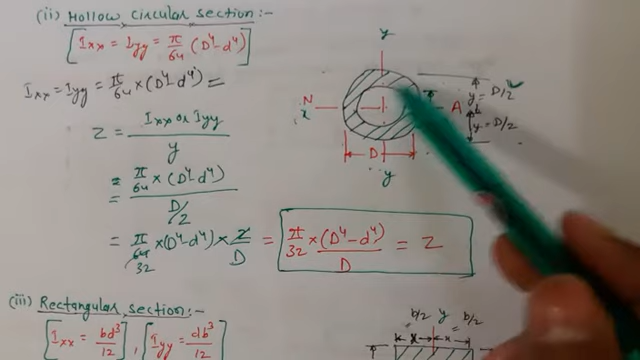 (ii) Hollow circular section:-
[Ixx = Iyy = π/64 (D⁴-d⁴)]
Ixx = Iyy = π/64 × (D⁴-d⁴) =
Z = Ixx or Iyy / y
= π/64 × (D⁴-d⁴) / D/2
= π/64 32 × (D⁴-d⁴) × 2/D = π/32 × (D⁴-d⁴)/D = Z
y
N
x
A
y = D/2
y = D/2
D
y
(iii) Rectangular section:-
[Ixx = bd³/12], [Iyy = db³/12]
b/2 y = b/2
x x